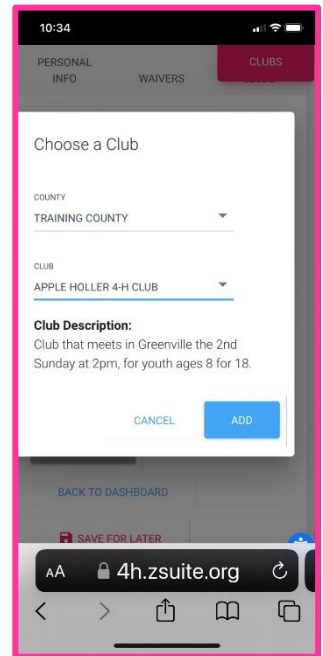 10:34
PERSONAL INFO
WAIVERS
CLUBS
Choose a Club
COUNTY
TRAINING COUNTY
CLUB
APPLE HOLLER 4-H CLUB
Club Description:
Club that meets in Greenville the 2nd
Sunday at 2pm, for youth ages 8 for 18.
CANCEL
ADD
BACK TO DASHBOARD
SAVE FOR LATER
AA
4h.zsuite.org